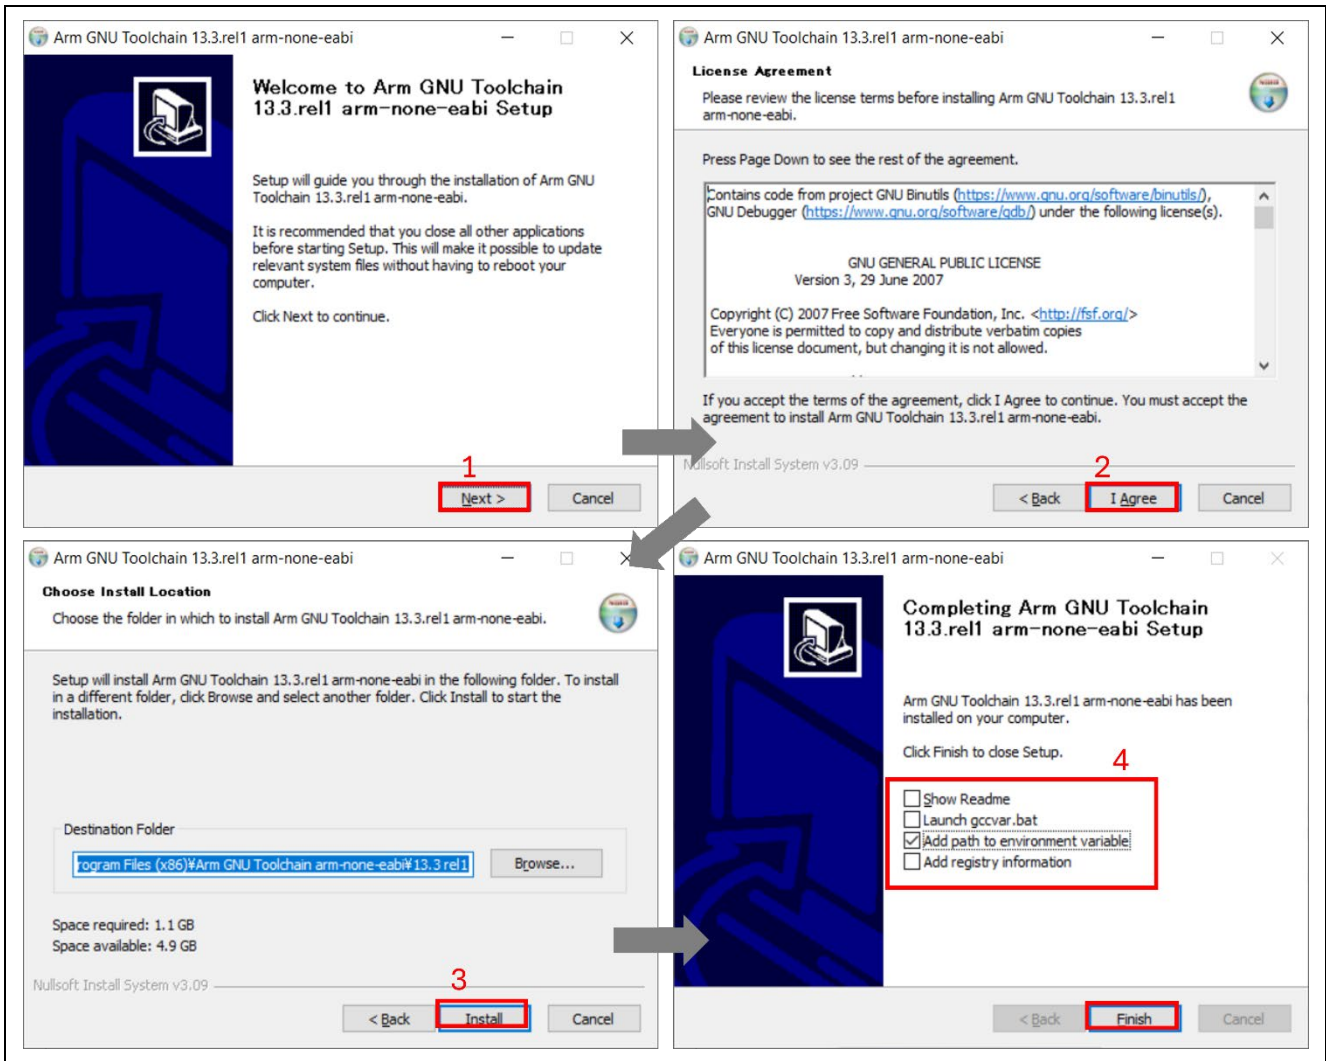 Arm GNU Toolchain 13.3.rel1 arm-none-eabi
Welcome to Arm GNU Toolchain
13.3.rel1 arm-none-eabi Setup
Setup will guide you through the installation of Arm GNU
Toolchain 13.3.rel1 arm-none-eabi.
It is recommended that you close all other applications
before starting Setup. This will make it possible to update
relevant system files without having to reboot your
computer.
Click Next to continue.
1
Next >
Cancel
Arm GNU Toolchain 13.3.rel1 arm-none-eabi
License Agreement
Please review the license terms before installing Arm GNU Toolchain 13.3.rel1
arm-none-eabi.
Press Page Down to see the rest of the agreement.
Contains code from project GNU Binutils (https://www.gnu.org/software/binutils/),
GNU Debugger (https://www.gnu.org/software/gdb/) under the following license(s).
GNU GENERAL PUBLIC LICENSE
Version 3, 29 June 2007
Copyright (C) 2007 Free Software Foundation, Inc. <http://fsf.org/>
Everyone is permitted to copy and distribute verbatim copies
of this license document, but changing it is not allowed.
If you accept the terms of the agreement, click I Agree to continue. You must accept the
agreement to install Arm GNU Toolchain 13.3.rel1 arm-none-eabi.
Nullsoft Install System v3.09
2
< Back
I Agree
Cancel
Arm GNU Toolchain 13.3.rel1 arm-none-eabi
Choose Install Location
Choose the folder in which to install Arm GNU Toolchain 13.3.rel1 arm-none-eabi.
Setup will install Arm GNU Toolchain 13.3.rel1 arm-none-eabi in the following folder. To install
in a different folder, click Browse and select another folder. Click Install to start the
installation.
Destination Folder
rogram Files (x86)¥Arm GNU Toolchain arm-none-eabi¥13.3 rel1
Browse...
Space required: 1.1 GB
Space available: 4.9 GB
Nullsoft Install System v3.09
3
< Back
Install
Cancel
Arm GNU Toolchain 13.3.rel1 arm-none-eabi
Completing Arm GNU Toolchain
13.3.rel1 arm-none-eabi Setup
Arm GNU Toolchain 13.3.rel1 arm-none-eabi has been
installed on your computer.
Click Finish to close Setup.
4
Show Readme
Launch gccvar.bat
Add path to environment variable
Add registry information
< Back
Finish
Cancel